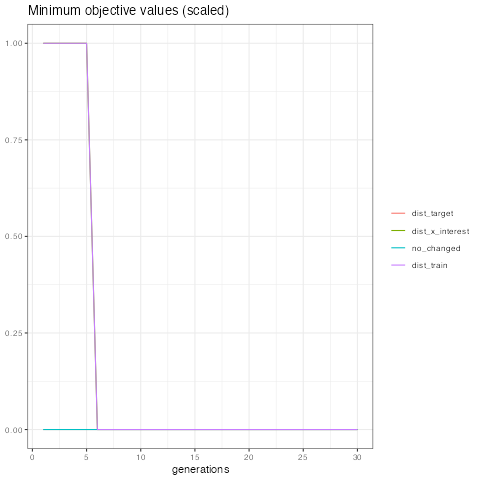 Minimum objective values (scaled)
1.00
0.75
0.50
0.25
0.00
0 5 10 15 20 25 30
generations
dist_target
dist_x_interest
no_changed
dist_train